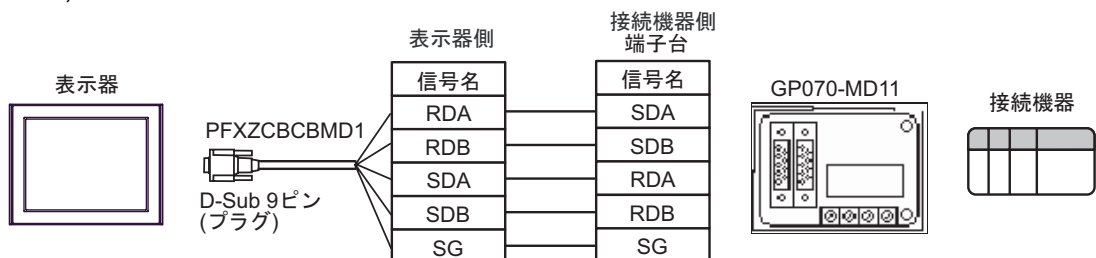 表示器
PFXZCBCBMD1
D-Sub 9ピン
(プラグ)
表示器側
信号名
RDA
RDB
SDA
SDB
SG
接続機器側
端子台
信号名
SDA
SDB
RDA
RDB
SG
GP070-MD11
接続機器